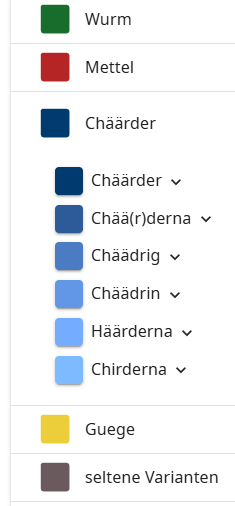 Wurm
Mettel
Chäärder
Chäärder
Chää(r)derna
Chäädrig
Chäädrin
Häärderna
Chirderna
Guege
seltene Varianten